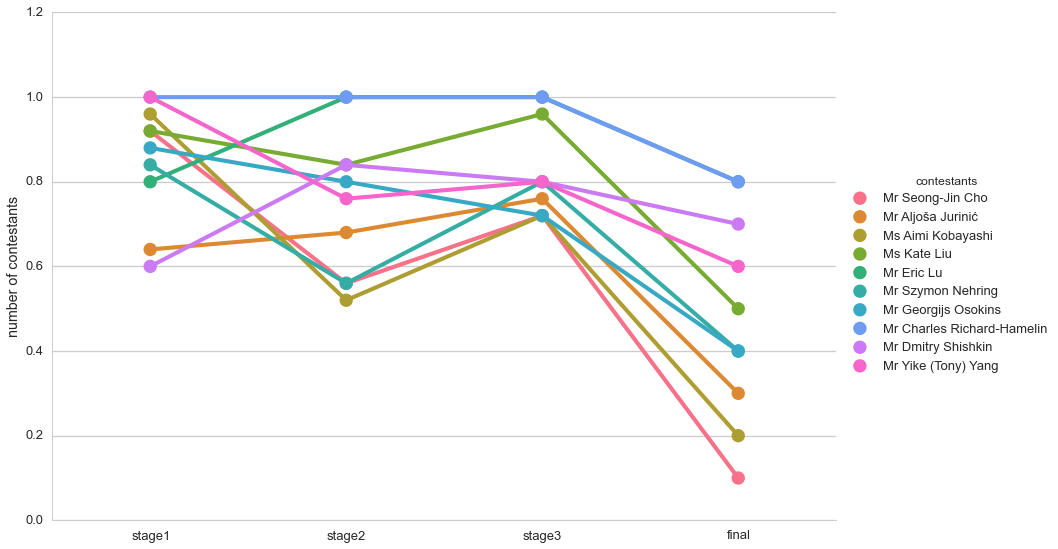 1.2
1.0
0.8
0.6
0.4
0.2
0.0
number of contestants
stage1
stage2
stage3
final
contestants
Mr Seong-Jin Cho
Mr Aljoša Jurinić
Ms Aimi Kobayashi
Ms Kate Liu
Mr Eric Lu
Mr Szymon Nehring
Mr Georgijs Osokins
Mr Charles Richard-Hamelin
Mr Dmitry Shishkin
Mr Yike (Tony) Yang